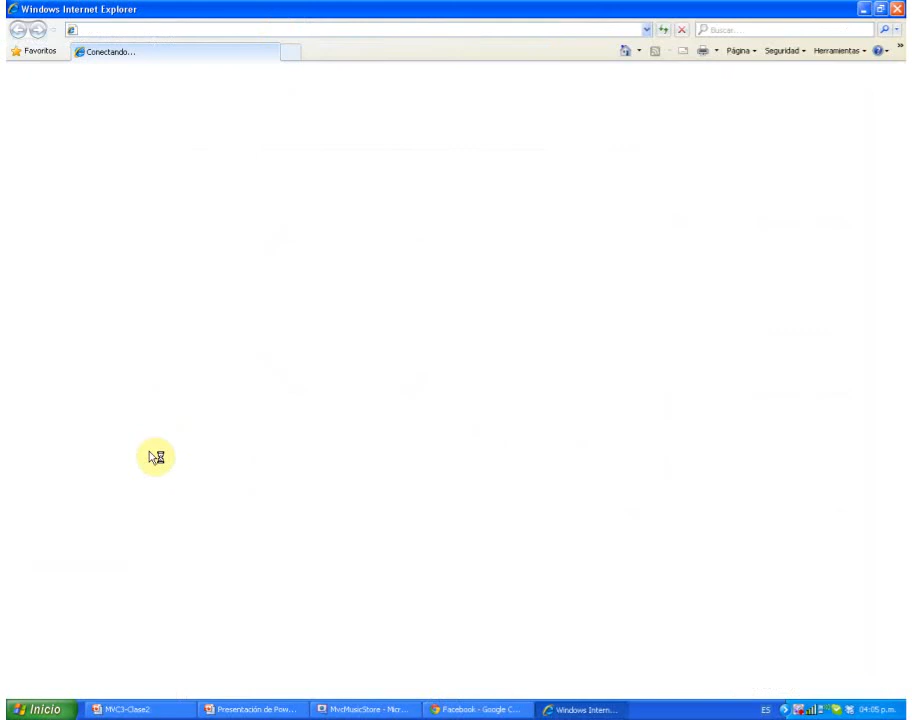 Windows Internet Explorer
Buscar...
Favoritos
Conectando...
Página
Seguridad
Herramientas
Inicio
MVC3-Clase2
Presentación de Pow...
MvcMusicStore - Micr...
Facebook - Google C...
Windows Intern...
ES
04:05 p.m.